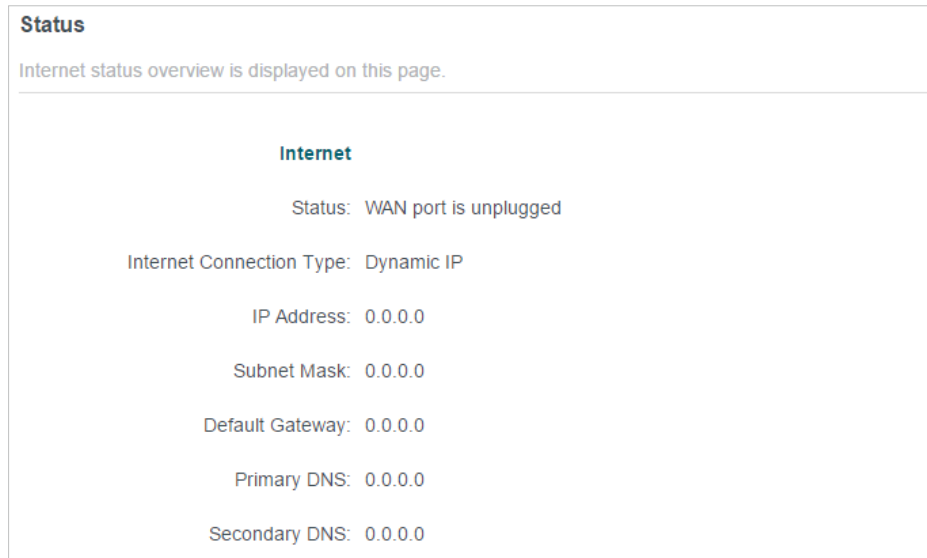 Status
Internet status overview is displayed on this page.
Internet
Status: WAN port is unplugged
Internet Connection Type: Dynamic IP
IP Address: 0.0.0.0
Subnet Mask: 0.0.0.0
Default Gateway: 0.0.0.0
Primary DNS: 0.0.0.0
Secondary DNS: 0.0.0.0